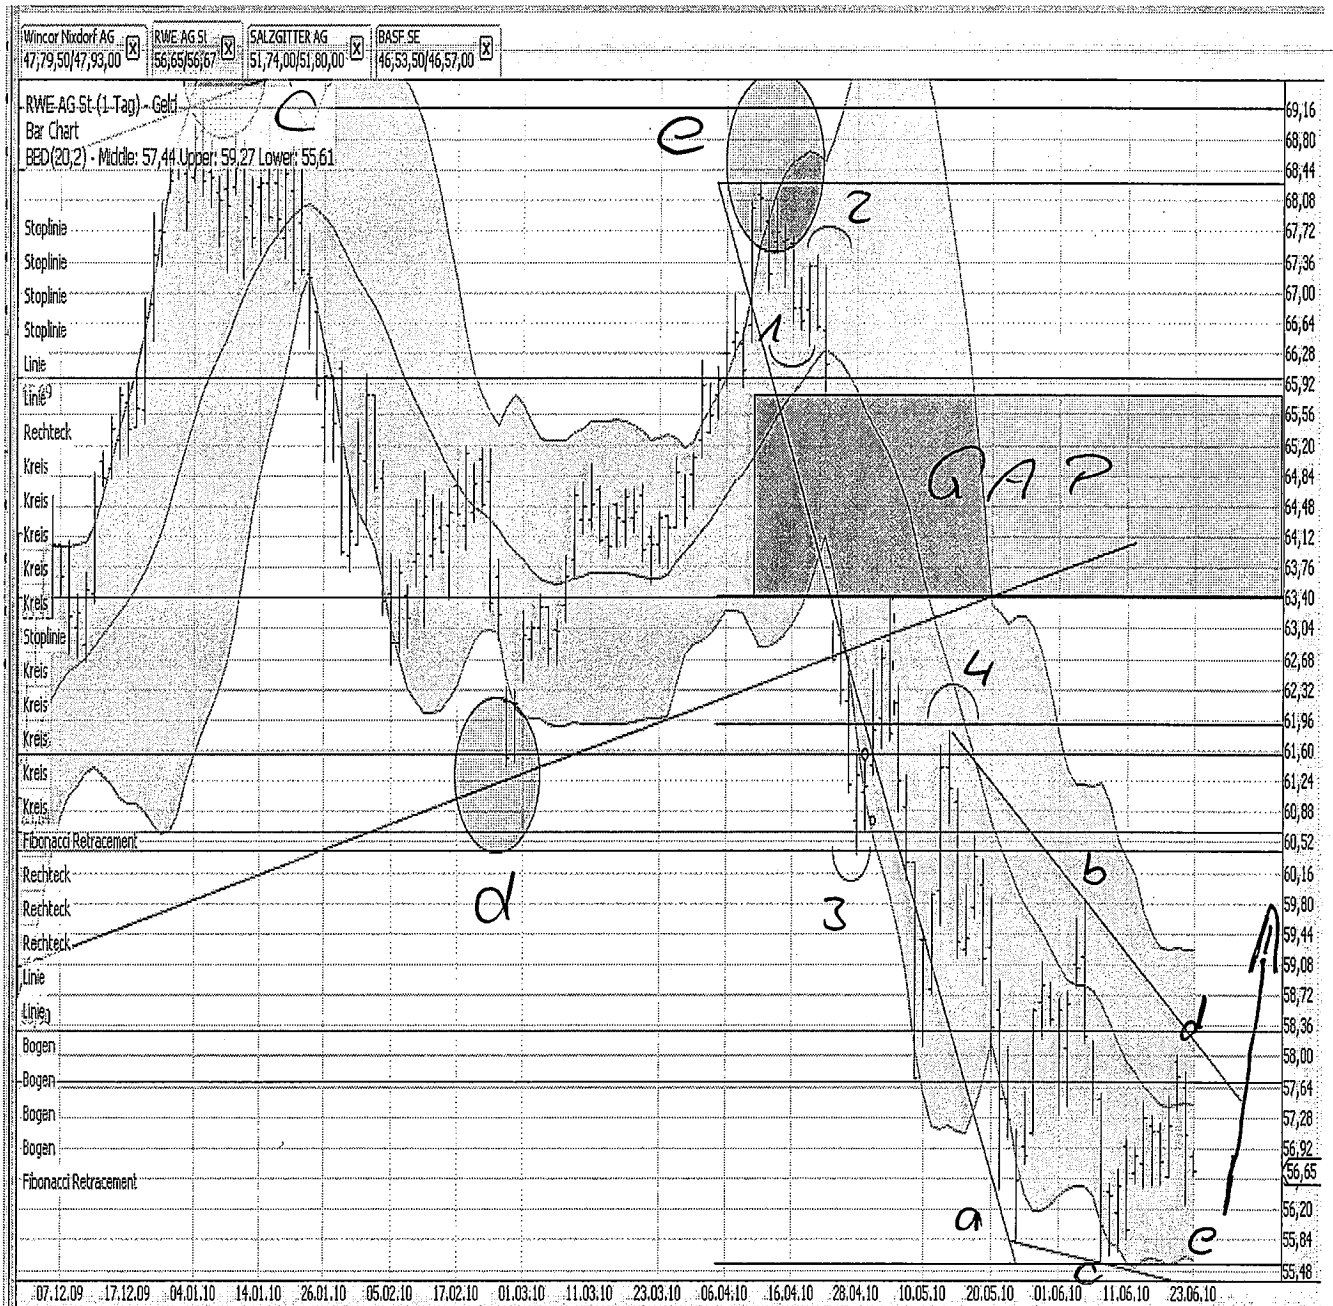 Wincor Nixdorf AG
47,79,50/47,93,00
RWE AG St
56,65/56,67
SALZGITTER AG
51,74,00/51,80,00
BASF SE
46,53,50/46,57,00
RWE AG St (1 Tag) - Geld
Bar Chart
BED(20,2) - Middle: 57,44 Upper: 59,27 Lower: 55,61
Stoplinie
Stoplinie
Stoplinie
Stoplinie
Linie
Linie
Rechteck
Kreis
Kreis
Kreis
Kreis
Kreis
Stoplinie
Kreis
Kreis
Kreis
Kreis
Kreis
Fibonacci Retracement
Rechteck
Rechteck
Rechteck
Linie
Linie
Bogen
Bogen
Bogen
Bogen
Fibonacci Retracement
C
e
2
1
GAP
4
3
d
b
d
a
c
e
69,16
68,80
68,44
68,08
67,72
67,36
67,00
66,64
66,28
65,92
65,56
65,20
64,84
64,48
64,12
63,76
63,40
63,04
62,68
62,32
61,96
61,60
61,24
60,88
60,52
60,16
59,80
59,44
59,08
58,72
58,36
58,00
57,64
57,28
56,92
56,65
56,20
55,84
55,48
07.12.09 17.12.09 04.01.10 14.01.10 26.01.10 05.02.10 17.02.10 01.03.10 11.03.10 23.03.10 06.04.10 16.04.10 28.04.10 10.05.10 20.05.10 01.06.10 11.06.10 23.06.10